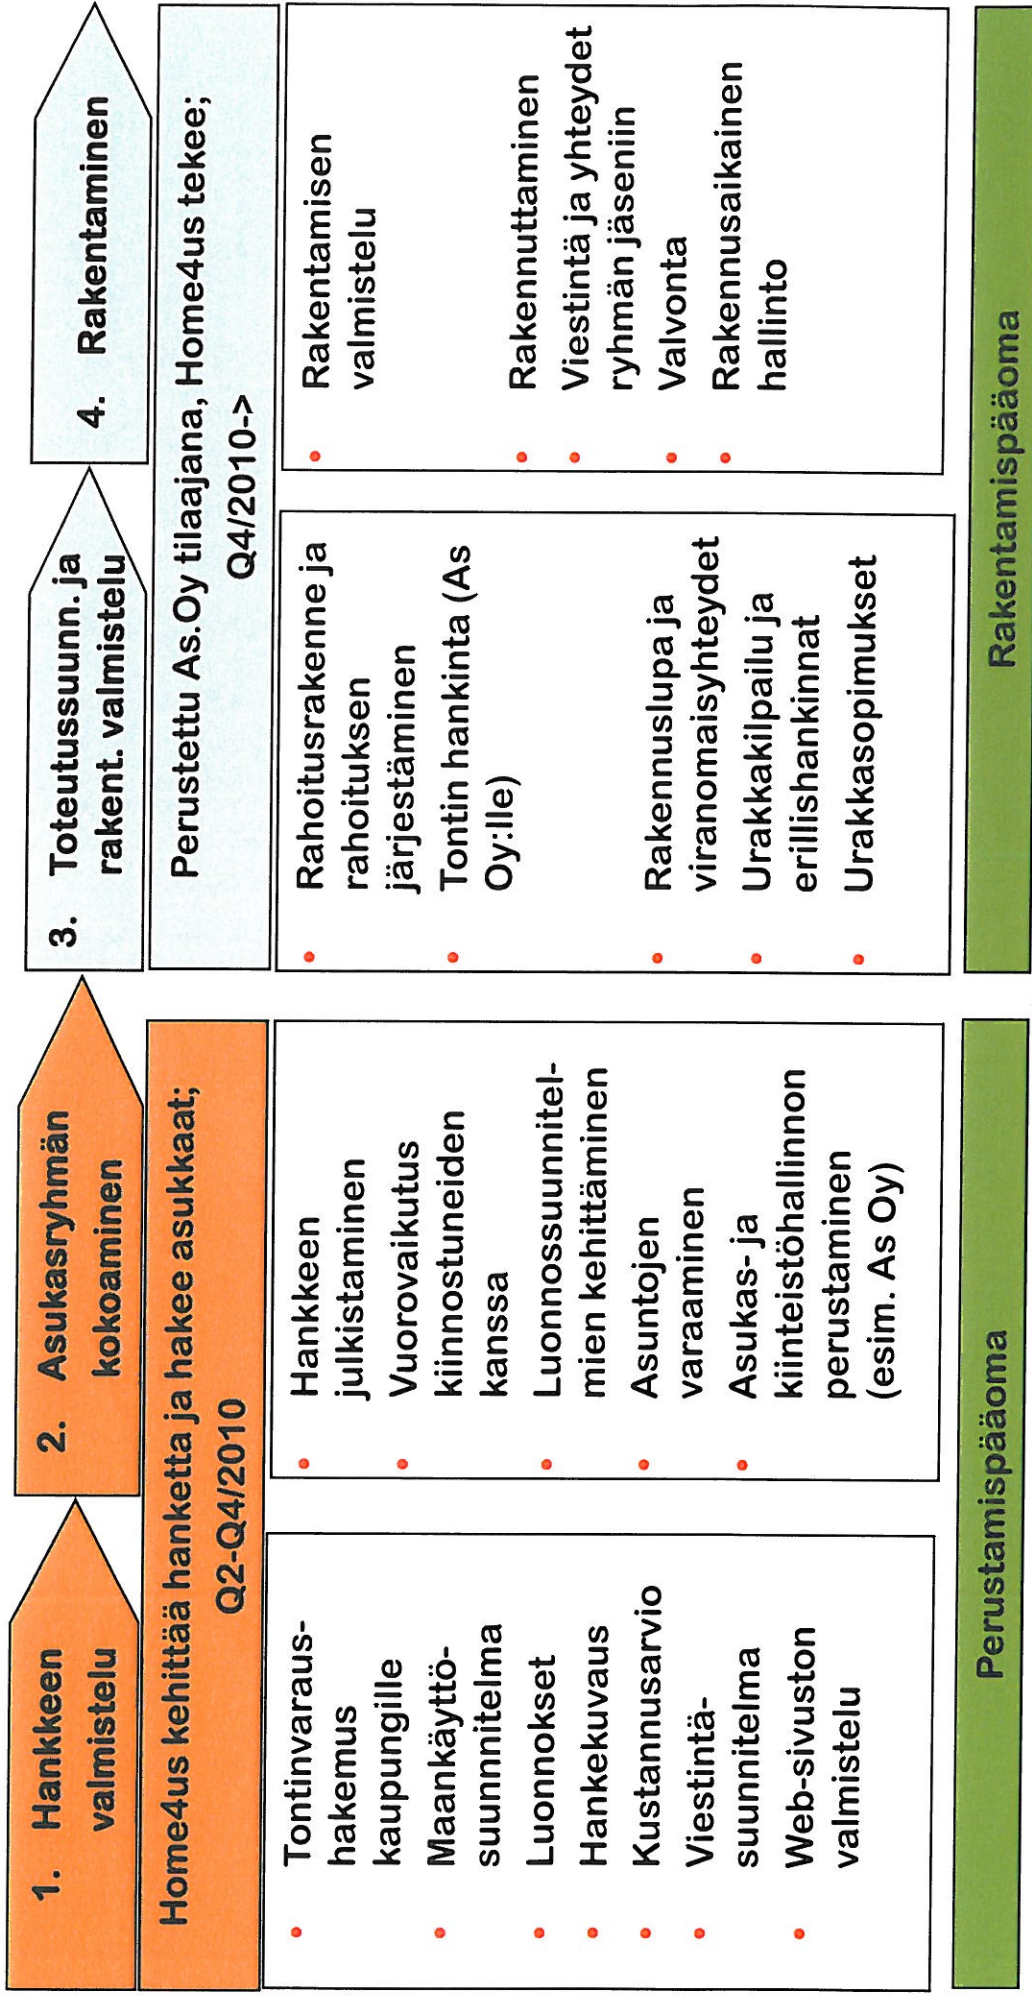 1. Hankkeen
valmistelu
2. Asukasryhmän
kokoaminen
3. Toteutussuunn. ja
rakent. valmistelu
4. Rakentaminen
Home4us kehittää hanketta ja hakee asukkaat;
Q2-Q4/2010
Perustettu As.Oy tilaajana, Home4us tekee;
Q4/2010->
• Tontinvaraus-
hakemus
kaupungille
• Maankäyttö-
suunnitelma
• Luonnokset
• Hankekuvaus
• Kustannusarvio
• Viestintä-
suunnitelma
• Web-sivuston
valmistelu
• Hankkeen
julkistaminen
• Vuorovaikutus
kiinnostuneiden
kanssa
• Luonnossuunnitel-
mien kehittäminen
• Asuntojen
varaaminen
• Asukas- ja
kiinteistöhallinnon
perustaminen
(esim. As Oy)
• Rahoitusrakenne ja
rahoituksen
järjestäminen
• Tontin hankinta (As
Oy:lle)
• Rakennuslupa ja
viranomaisyhteydet
• Urakkakilpailu ja
erillishankinnat
• Urakkasopimukset
• Rakentamisen
valmistelu
• Rakennuttaminen
• Viestintä ja yhteydet
ryhmän jäseniin
• Valvonta
• Rakennusaikainen
hallinto
Perustamispääoma
Rakentamispääoma